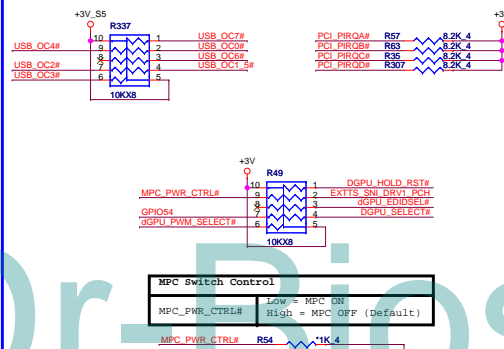 +3V_S5
R337
USB_OC4#
10
9
8
7
6
1
2
3
4
5
USB_OC7#
USB_OC0#
USB_OC6#
USB_OC1_5#
USB_OC2#
USB_OC3#
10KX8
PCI_PIRQA# R57 8.2K_4
PCI_PIRQB# R63 8.2K_4
PCI_PIRQC# R35 8.2K_4
PCI_PIRQD# R307 8.2K_4
+3
+3V
R49
MPC_PWR_CTRL#
GPIO54
dGPU_PWM_SELECT#
10
9
8
7
6
1
2
3
4
5
DGPU_HOLD_RST#
EXTTS_SNI_DRV1_PCH
dGPU_EDIDSEL#
DGPU_SELECT#
10KX8
MPC Switch Control
MPC_PWR_CTRL#
Low = MPC ON
High = MPC OFF (Default)
MPC_PWR_CTRL# R54 *1K_4
Dr-Bios